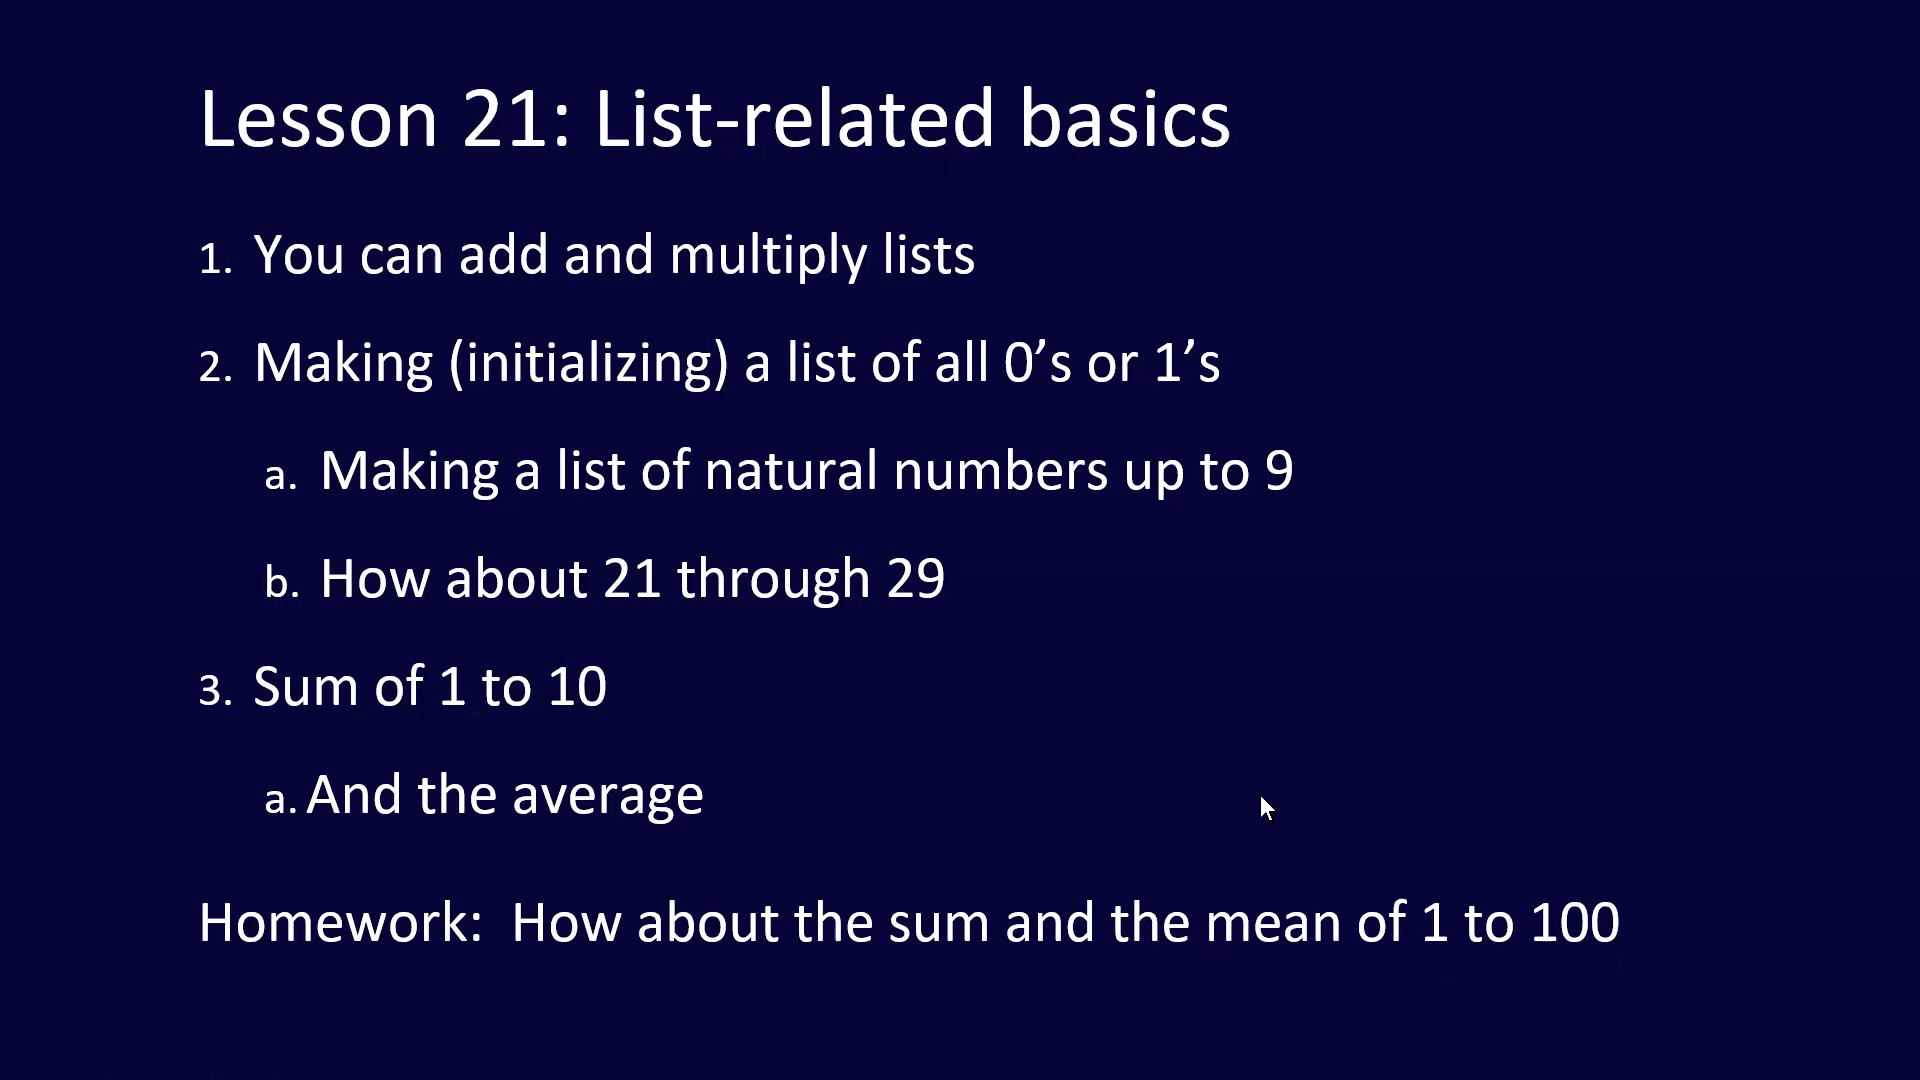 Lesson 21: List-related basics
1. You can add and multiply lists
2. Making (initializing) a list of all 0’s or 1’s
a. Making a list of natural numbers up to 9
b. How about 21 through 29
3. Sum of 1 to 10
a. And the average
Homework:  How about the sum and the mean of 1 to 100